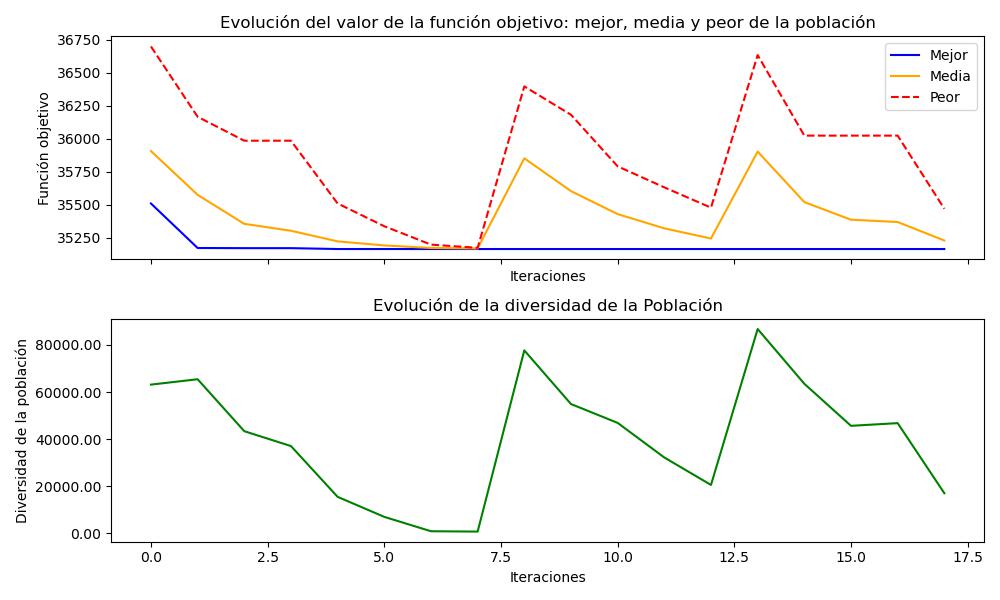 Evolución del valor de la función objetivo: mejor, media y peor de la población
36750
36500
36250
36000
35750
35500
35250
Función objetivo
Mejor
Media
Peor
Iteraciones
Evolución de la diversidad de la Población
80000.00
60000.00
40000.00
20000.00
0.00
Diversidad de la población
0.0 2.5 5.0 7.5 10.0 12.5 15.0 17.5
Iteraciones